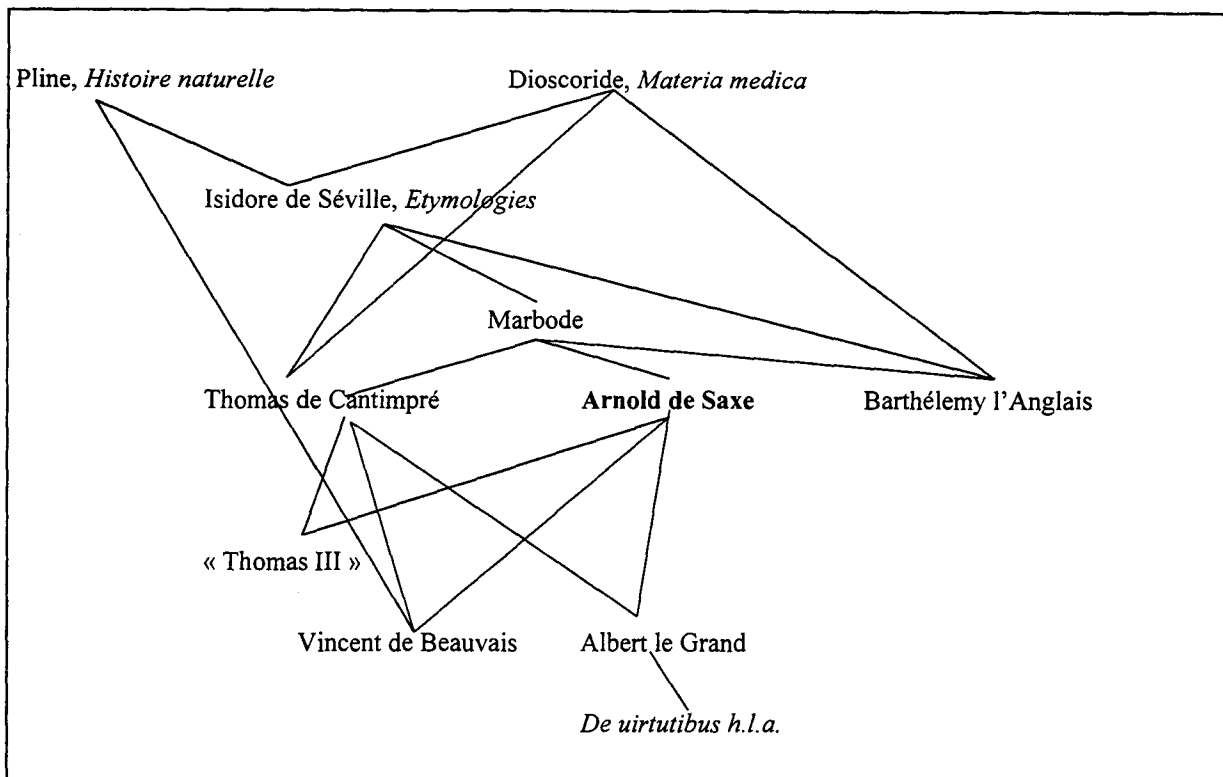 Pline, Histoire naturelle
Dioscoride, Materia medica
Isidore de Séville, Etymologies
Marbode
Thomas de Cantimpré
Arnold de Saxe
Barthélemy l'Anglais
« Thomas III »
Vincent de Beauvais
Albert le Grand
De uirtutibus h.l.a.